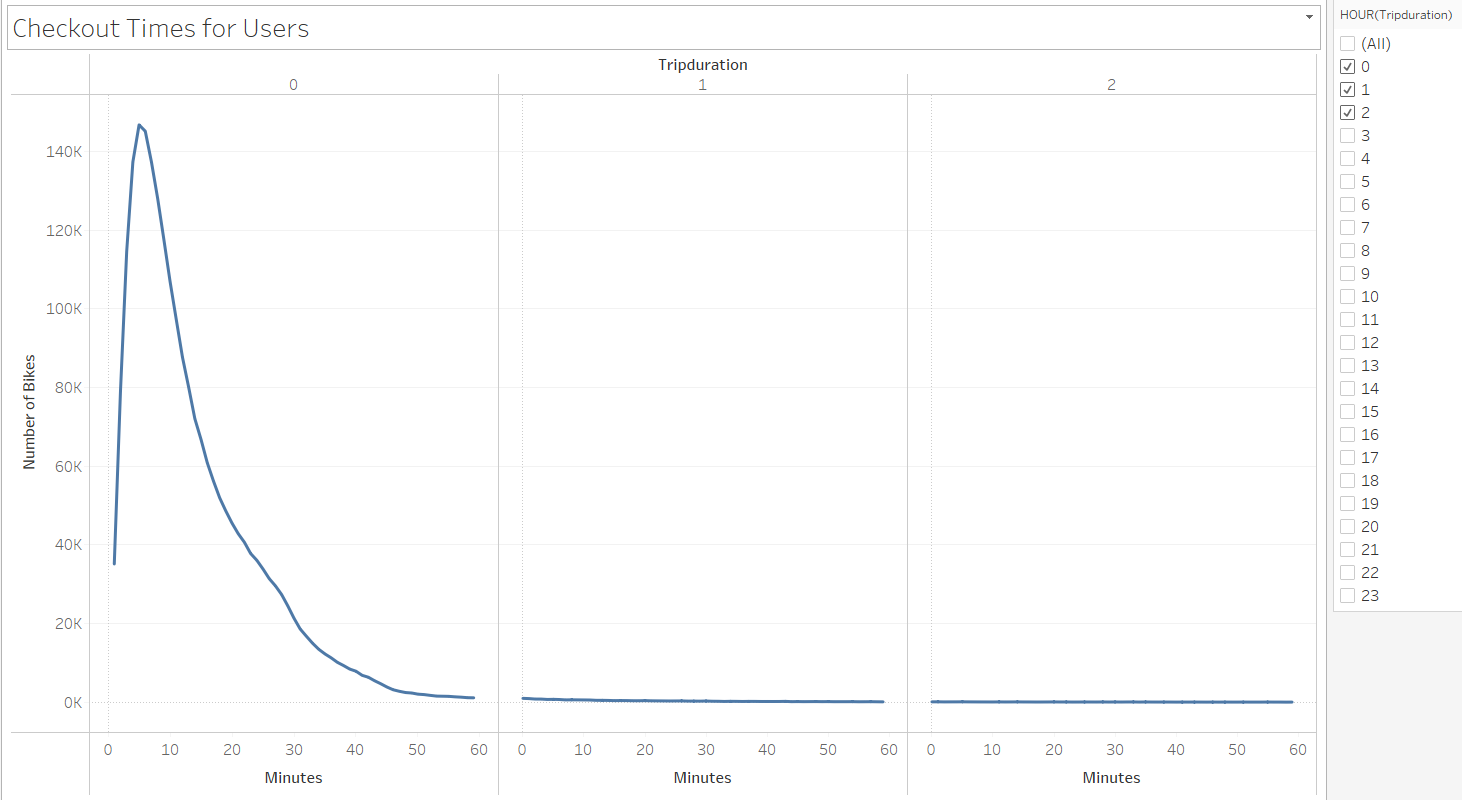 Checkout Times for Users
Tripduration
0 1 2
Number of Bikes
140K
120K
100K
80K
60K
40K
20K
0K
0 10 20 30 40 50 60 0 10 20 30 40 50 60 0 10 20 30 40 50 60
Minutes Minutes Minutes
HOUR(Tripduration)
(All)
0
1
2
3
4
5
6
7
8
9
10
11
12
13
14
15
16
17
18
19
20
21
22
23